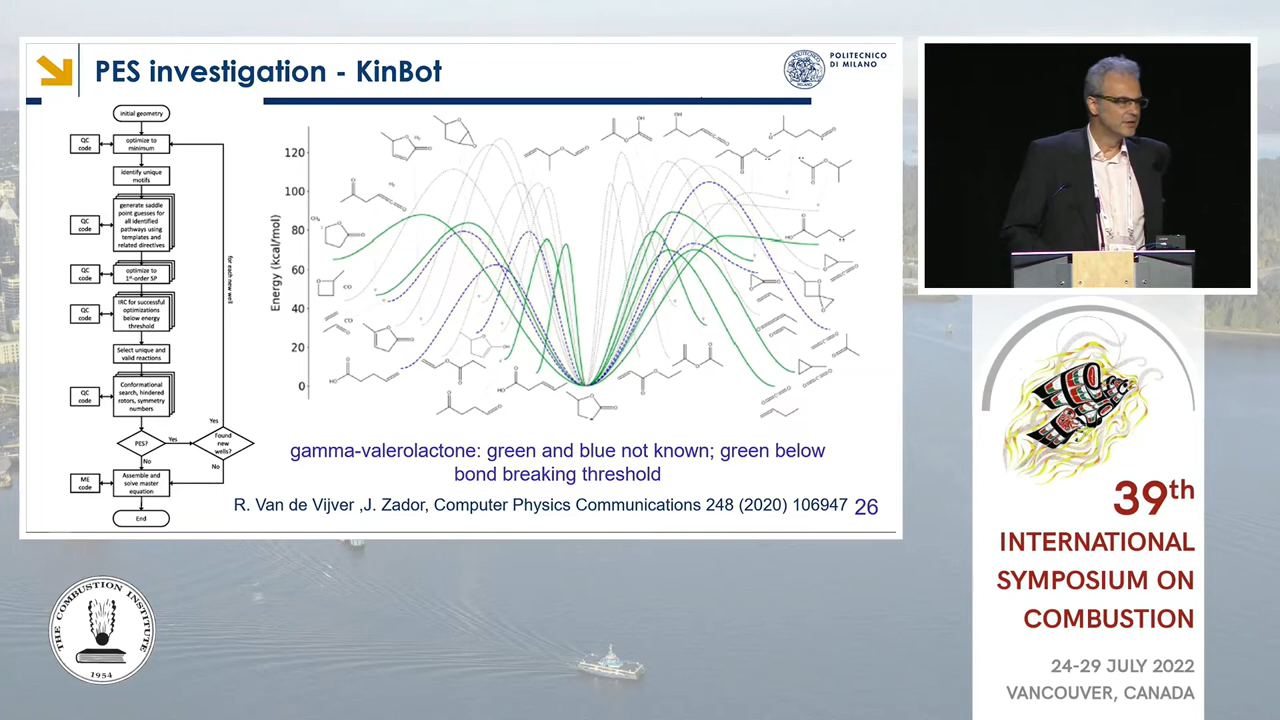 PES investigation - KinBot
POLITECNICO
DI MILANO
initial geometry
QC
code
optimize to
minimum
identify unique
motifs
QC
code
generate saddle
point guesses for
all identified
pathways using
templates and
related directives
QC
code
optimize to
1st-order SP
QC
code
IRC for successful
optimizations
below energy
threshold
Select unique and
valid reactions
QC
code
Conformational
search, hindered
rotors, symmetry
numbers
PES?
Yes
No
Found
new
wells?
Yes
No
for each new well
ME
code
Assemble and
solve master
equation
End
Energy (kcal/mol)
120
100
80
60
40
20
0
gamma-valerolactone: green and blue not known; green below
bond breaking threshold
R. Van de Vijver ,J. Zador, Computer Physics Communications 248 (2020) 106947
26
39th
INTERNATIONAL
SYMPOSIUM ON
COMBUSTION
24-29 JULY 2022
VANCOUVER, CANADA
THE COMBUSTION INSTITUTE
1954